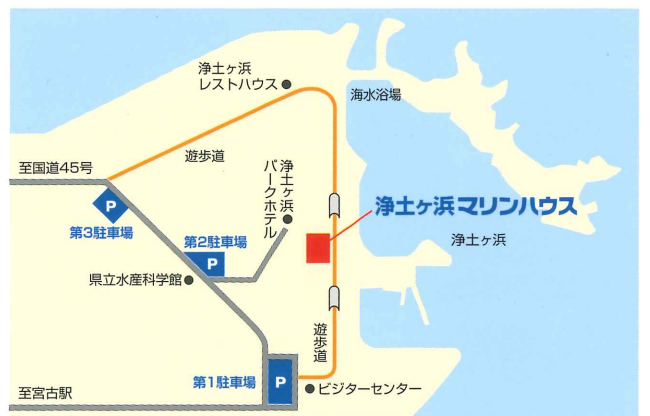 浄土ヶ浜
レストハウス
海水浴場
遊歩道
至国道45号
浄土ヶ浜
パークホテル
P
第3駐車場
浄土ヶ浜マリンハウス
第2駐車場
P
浄土ヶ浜
県立水産科学館
遊歩道
第1駐車場
P
ビジターセンター
至宮古駅